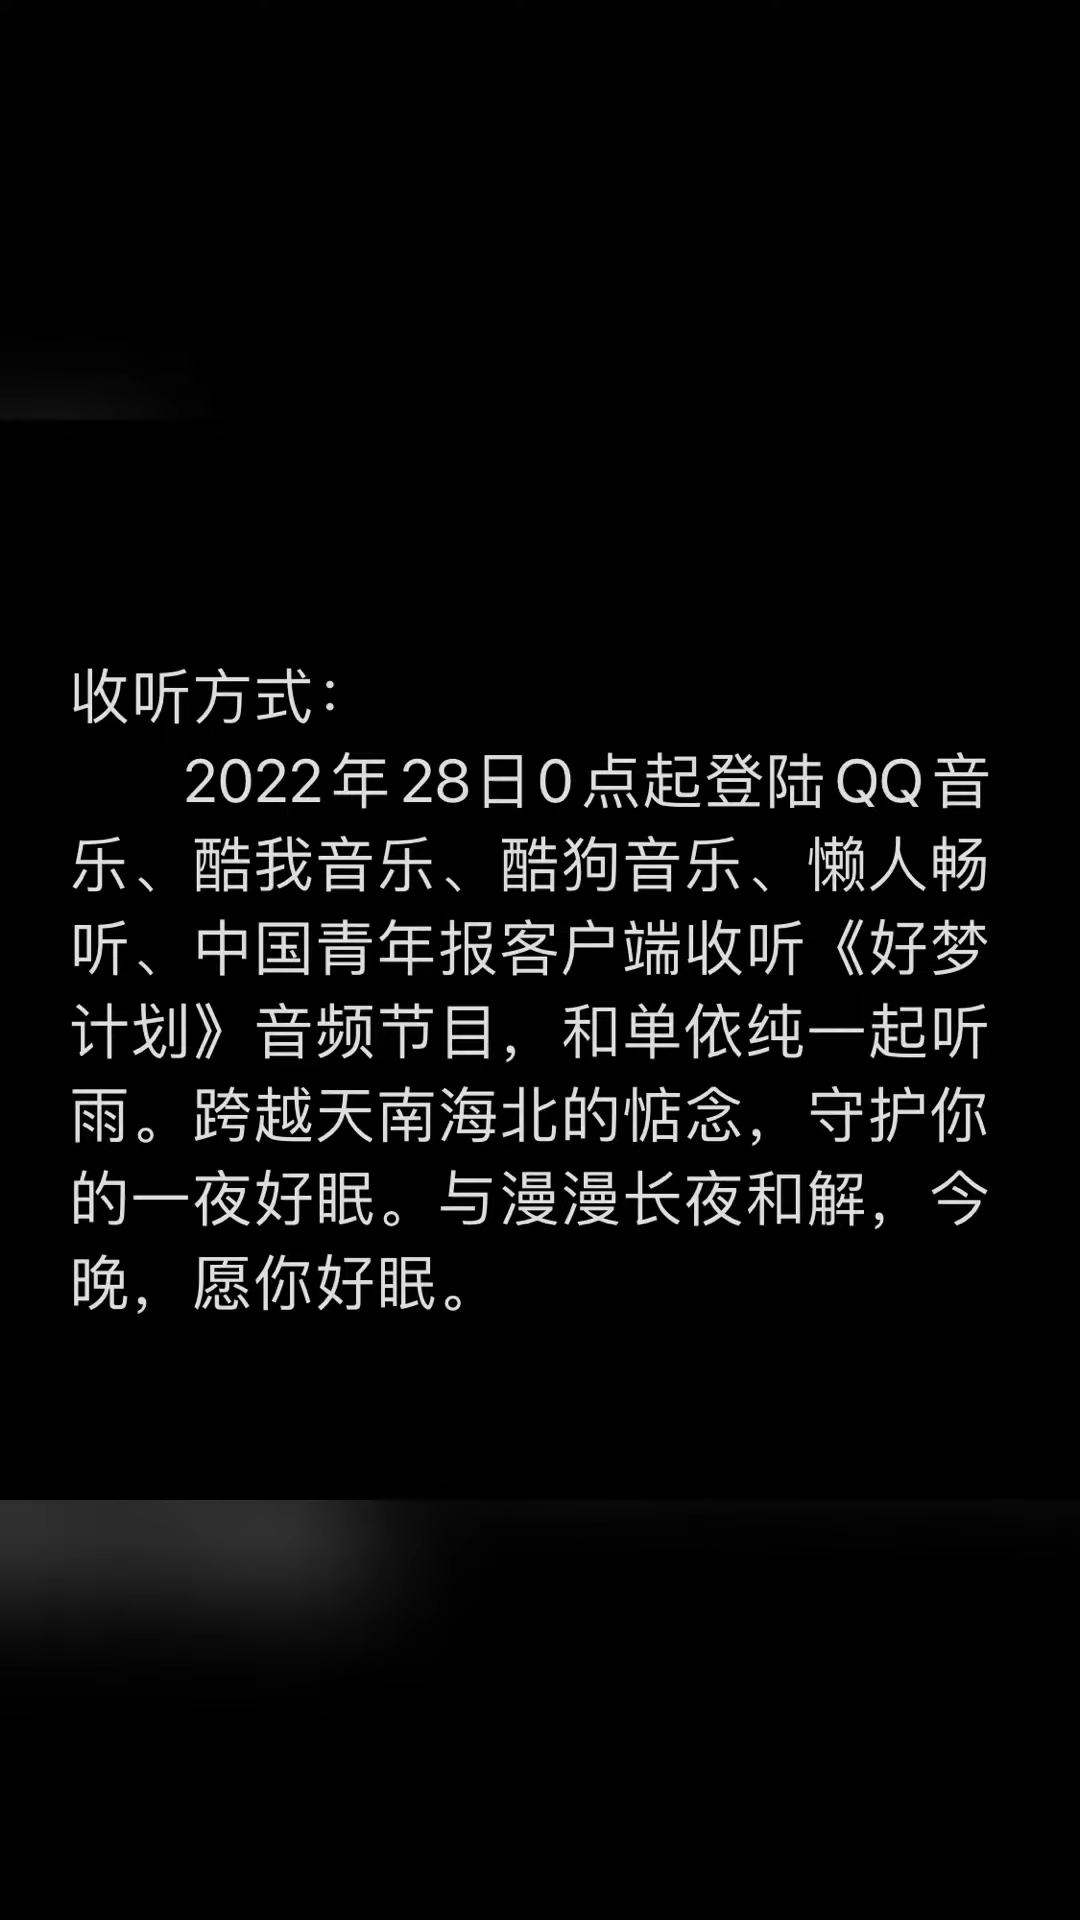 收听方式：
2022年28日0点起登陆QQ音
乐、酷我音乐、酷狗音乐、懒人畅
听、中国青年报客户端收听《好梦
计划》音频节目，和单依纯一起听
雨。跨越天南海北的惦念，守护你
的一夜好眠。与漫漫长夜和解，今
晚，愿你好眠。